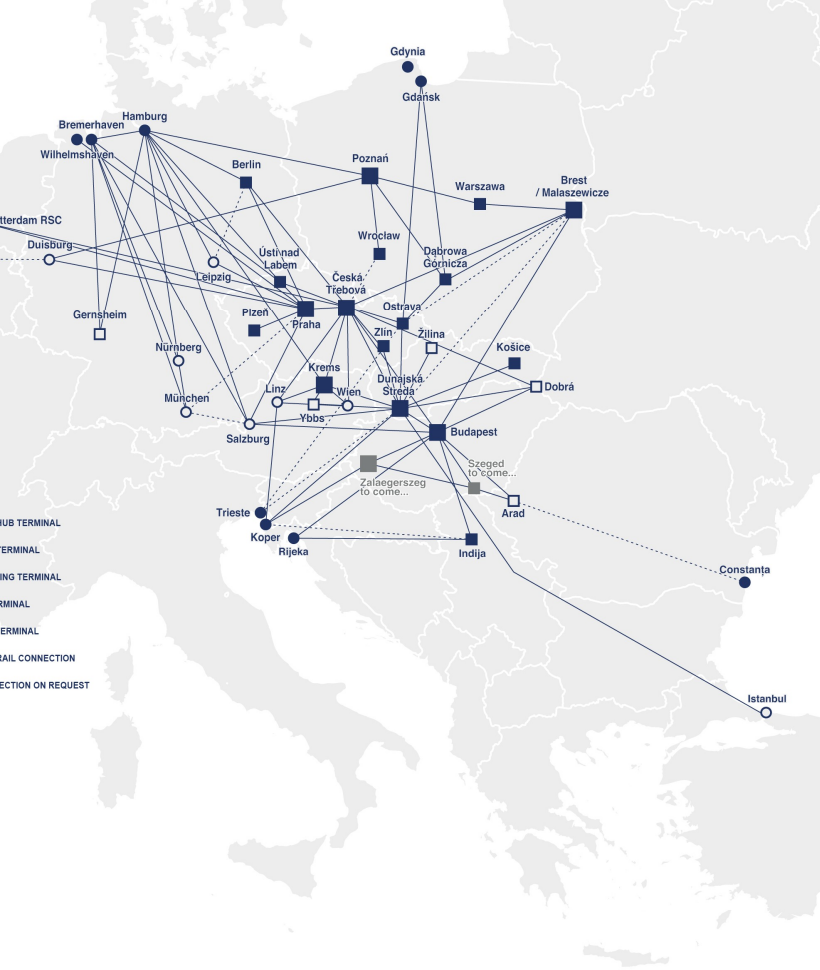 Gdynia
Gdańsk
Hamburg
Bremerhaven
Wilhelmshaven
Berlin
Poznań
Warszawa
Brest
/ Malaszewicze
tterdam RSC
Duisburg
Leipzig
Ústí nad
Labem
Wrocław
Dąbrowa
Górnicza
Česká
Třebová
Gernsheim
Plzeň
Praha
Ostrava
Zlín
Žilina
Nürnberg
Košice
Krems
Dunajská
Streda
München
Linz
Wien
Dobrá
Ybbs
Salzburg
Budapest
Zalaegerszeg
to come...
Szeged
to come...
Trieste
Arad
Koper
Rijeka
Indija
Constanța
Istanbul
HUB TERMINAL
TERMINAL
ING TERMINAL
RMINAL
ERMINAL
RAIL CONNECTION
ECTION ON REQUEST